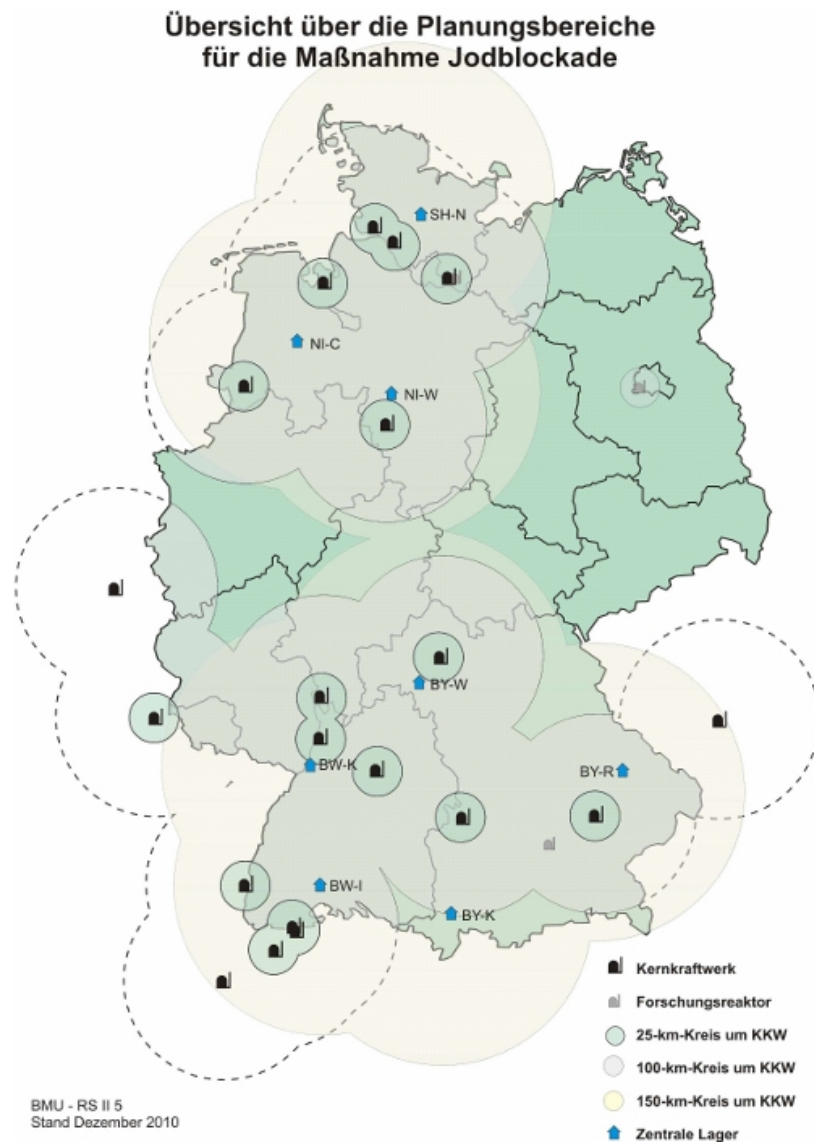 Übersicht über die Planungsbereiche
für die Maßnahme Jodblockade
SH-N
NI-C
NI-W
BY-W
BW-K
BY-R
BW-I
BY-K
Kernkraftwerk
Forschungsreaktor
25-km-Kreis um KKW
100-km-Kreis um KKW
150-km-Kreis um KKW
Zentrale Lager
BMU - RS II 5
Stand Dezember 2010